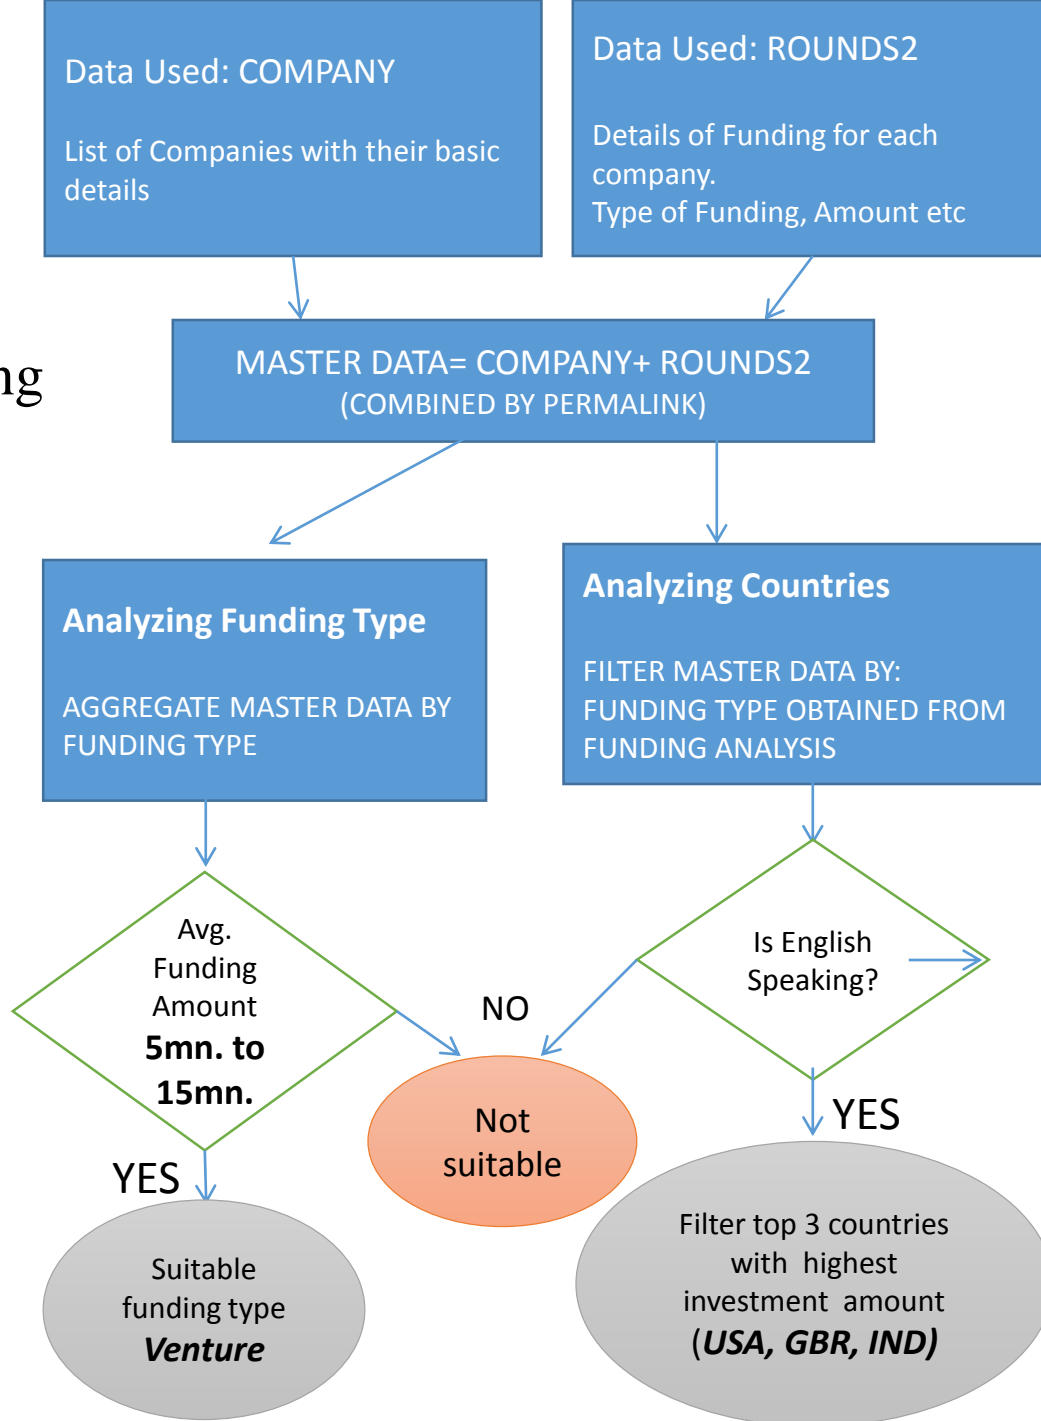 Data Used: COMPANY
List of Companies with their basic
details
Data Used: ROUNDS2
Details of Funding for each
company.
Type of Funding, Amount etc
ng
MASTER DATA= COMPANY+ ROUNDS2
(COMBINED BY PERMALINK)
Analyzing Funding Type
AGGREGATE MASTER DATA BY
FUNDING TYPE
Analyzing Countries
FILTER MASTER DATA BY:
FUNDING TYPE OBTAINED FROM
FUNDING ANALYSIS
Avg.
Funding
Amount
5mn. to
15mn.
NO
Is English
Speaking?
Not
suitable
YES
YES
Suitable
funding type
Venture
Filter top 3 countries
with highest
investment amount
(USA, GBR, IND)